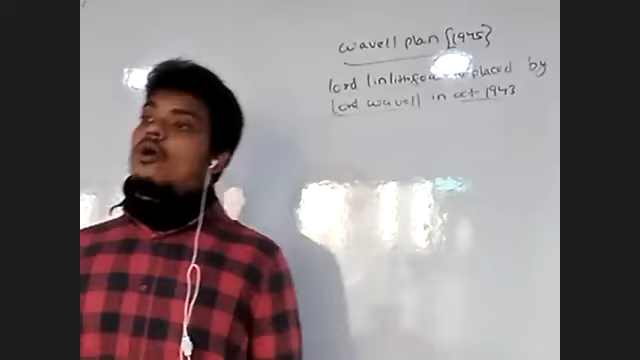 wavell plan {1945}
lord linlithgow replaced by
lord wavell in oct 1943